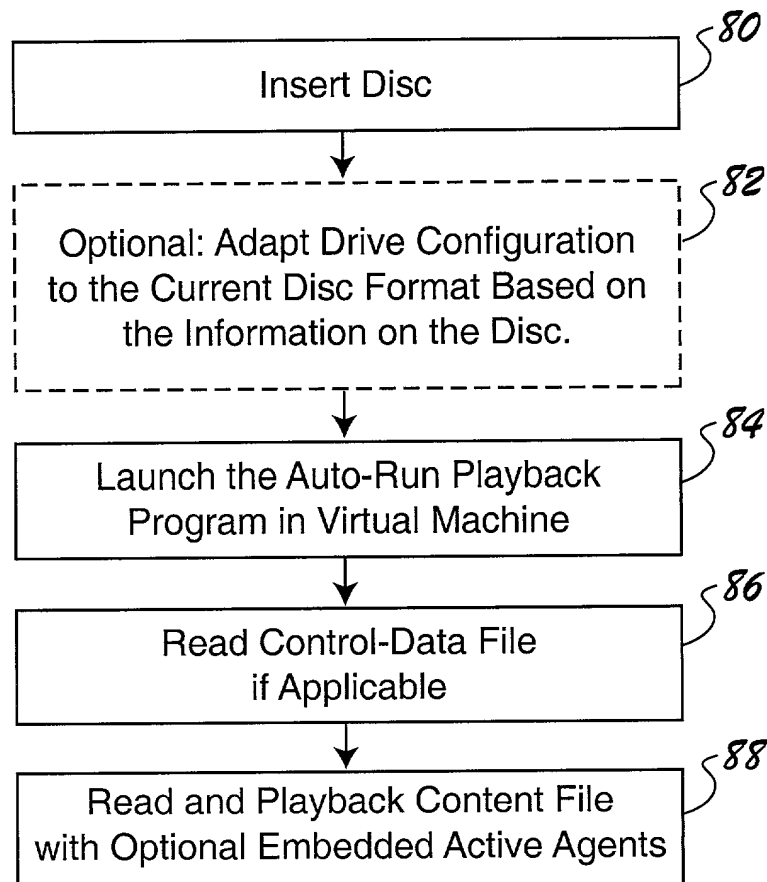 80
Insert Disc
82
Optional: Adapt Drive Configuration
to the Current Disc Format Based on
the Information on the Disc.
84
Launch the Auto-Run Playback
Program in Virtual Machine
86
Read Control-Data File
if Applicable
88
Read and Playback Content File
with Optional Embedded Active Agents